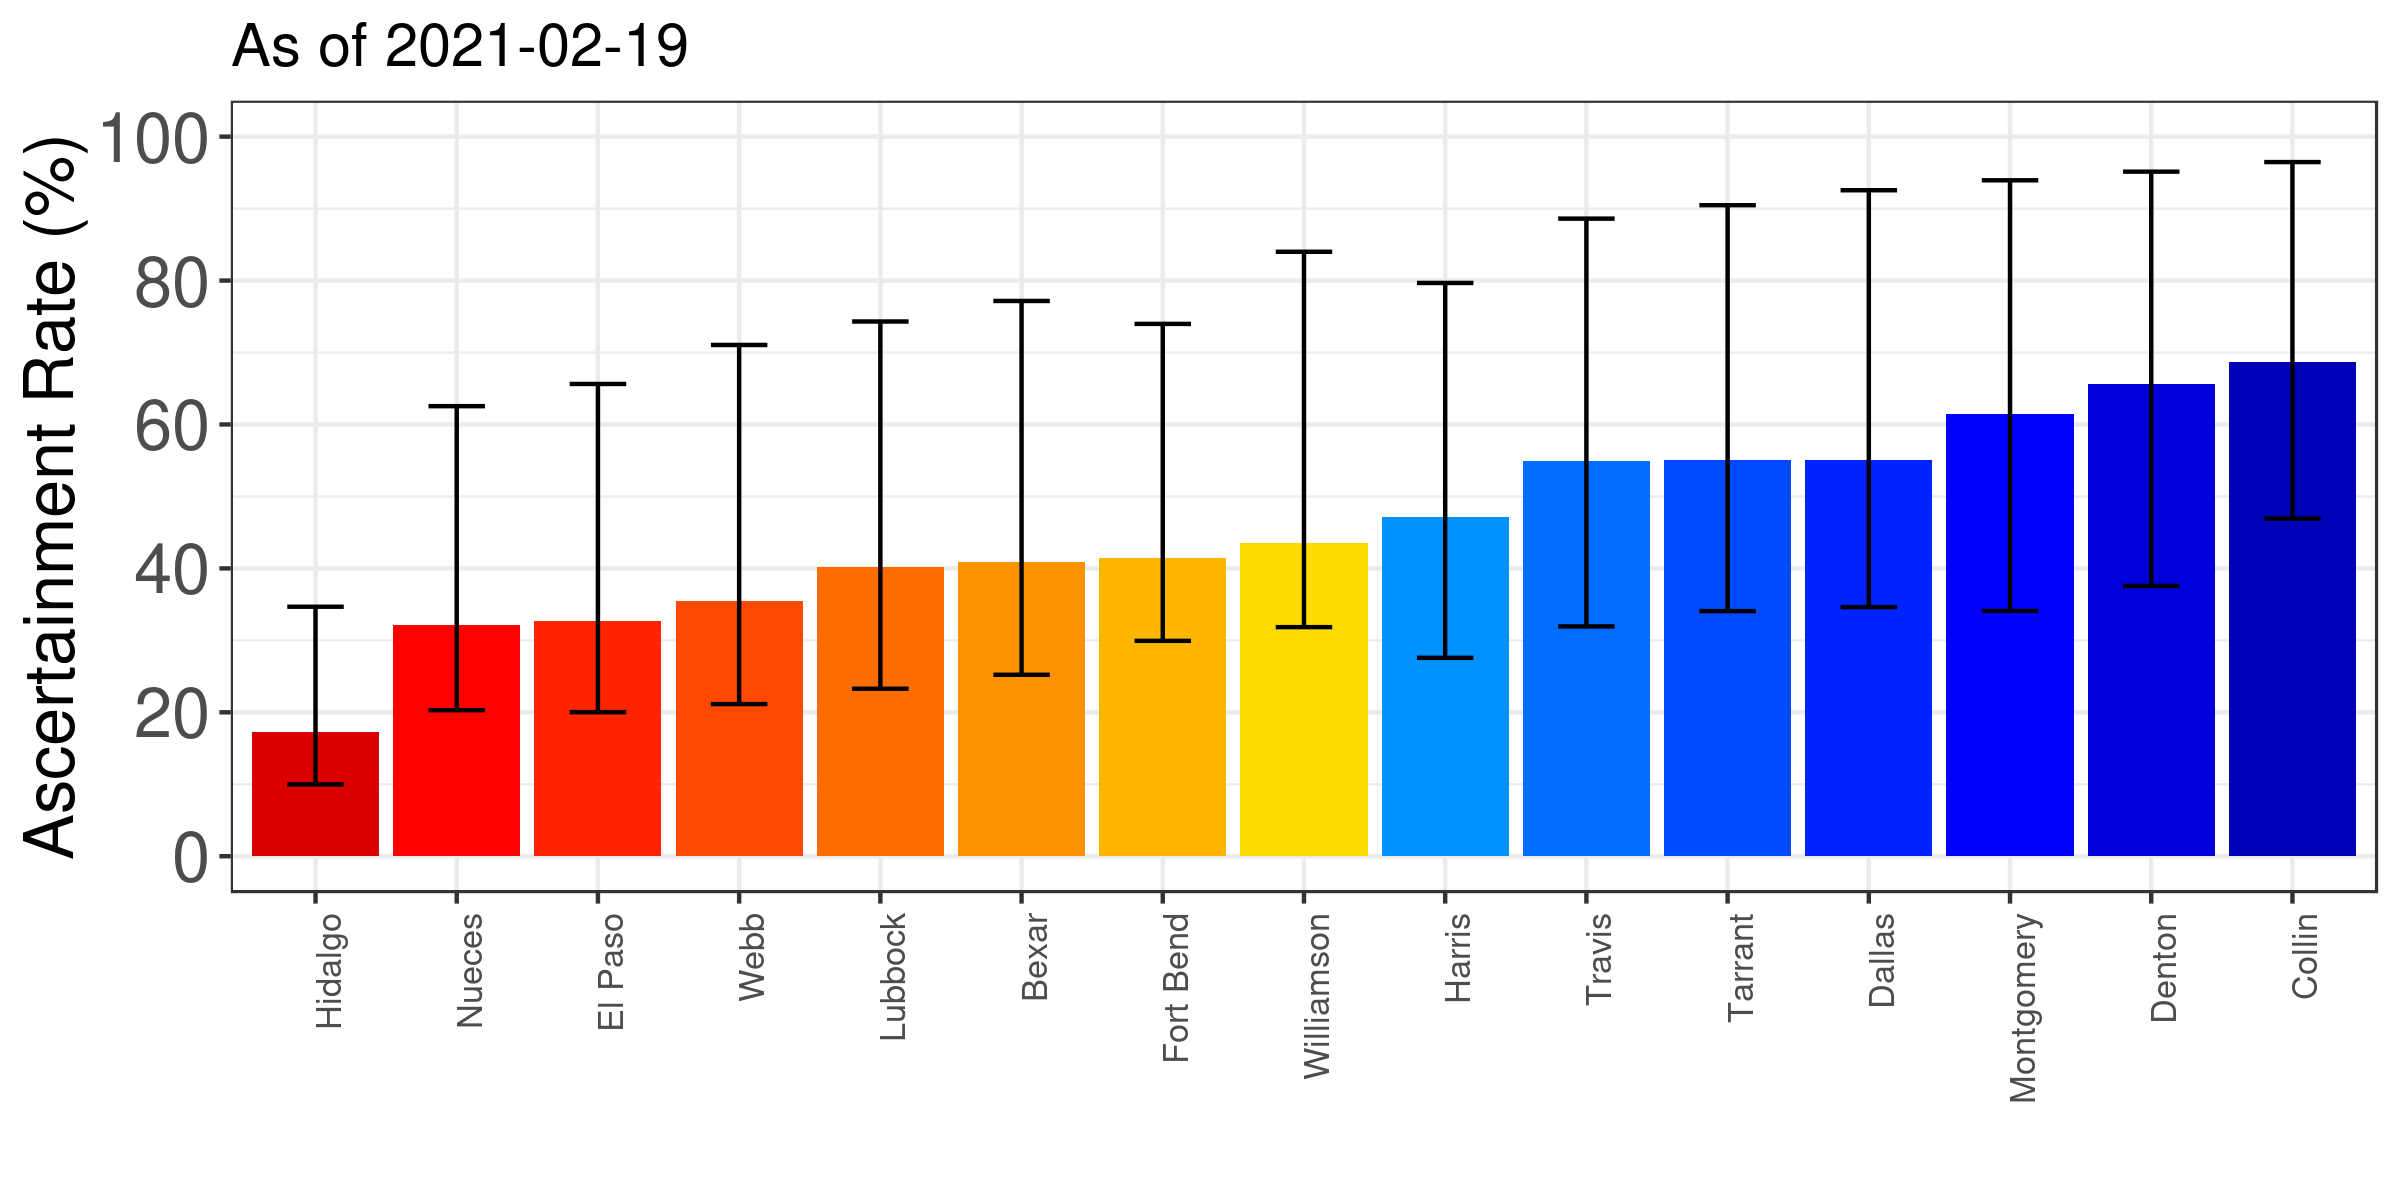 As of 2021-02-19
Ascertainment Rate (%)
100
80
60
40
20
0
Hidalgo
Nueces
El Paso
Webb
Lubbock
Bexar
Fort Bend
Williamson
Harris
Travis
Tarrant
Dallas
Montgomery
Denton
Collin